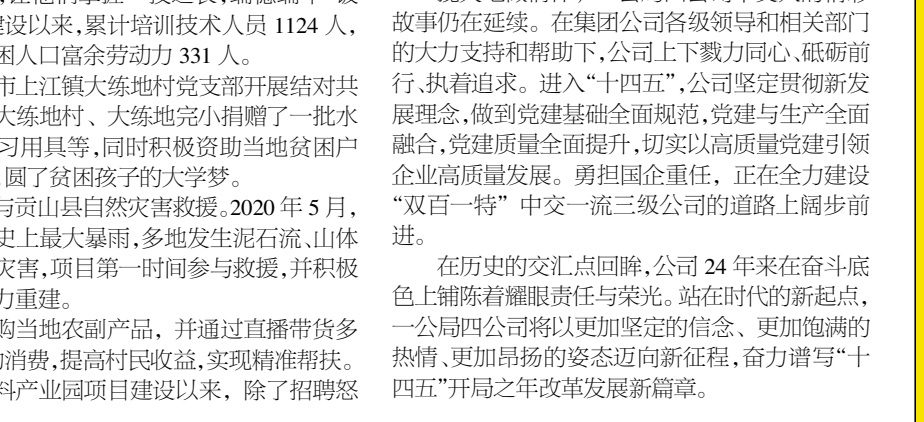 建设以来,累计培训技术人员 1124 人,
困人口富余劳动力 331 人。
市上江镇大练地村党支部开展结对共
大练地村、大练地完小捐赠了一批水
习用具等,同时积极资助当地贫困户
圆了贫困孩子的大学梦。
与贡山县自然灾害救援。2020 年 5 月,
史上最大暴雨,多地发生泥石流、山体
灾害,项目第一时间参与救援,并积极
力重建。
购当地农副产品, 并通过直播带货多
消费,提高村民收益,实现精准帮扶。
料产业园项目建设以来, 除了招聘怒
故事仍在延续。在集团公司各级领导和相关部门
的大力支持和帮助下,公司上下戮力同心、砥砺前
行、执着追求。进入“十四五”,公司坚定贯彻新发
展理念,做到党建基础全面规范,党建与生产全面
融合,党建质量全面提升,切实以高质量党建引领
企业高质量发展。勇担国企重任, 正在全力建设
“双百一特” 中交一流三级公司的道路上阔步前
进。
在历史的交汇点回眸,公司 24 年来在奋斗底
色上铺陈着耀眼责任与荣光。站在时代的新起点,
一公局四公司将以更加坚定的信念、更加饱满的
热情、更加昂扬的姿态迈向新征程,奋力谱写“十
四五”开局之年改革发展新篇章。